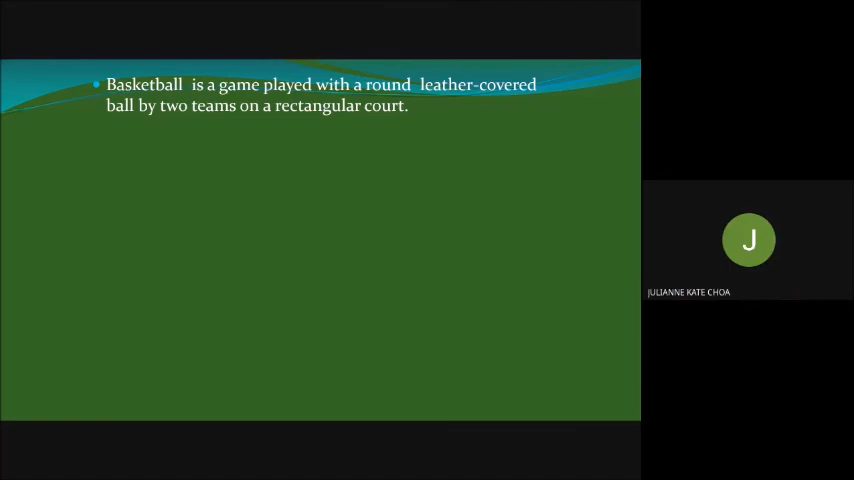 Basketball is a game played with a round leather-covered
ball by two teams on a rectangular court.
J
JULIANNE KATE CHOA